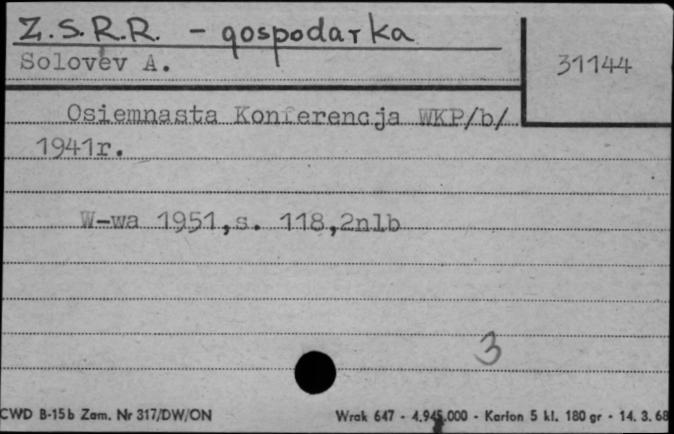 Z.S.R.R. - gospodarka
Solovev A.
31144
Osiemnasta Konferencja WKP/b/
1941r.
W-wa 1951,s. 118,2nlb
3
CWD B-15b Zam. Nr 317/DW/ON
Wrak 647 - 4.945.000 - Karton 5 kl. 180 gr - 14. 3. 68